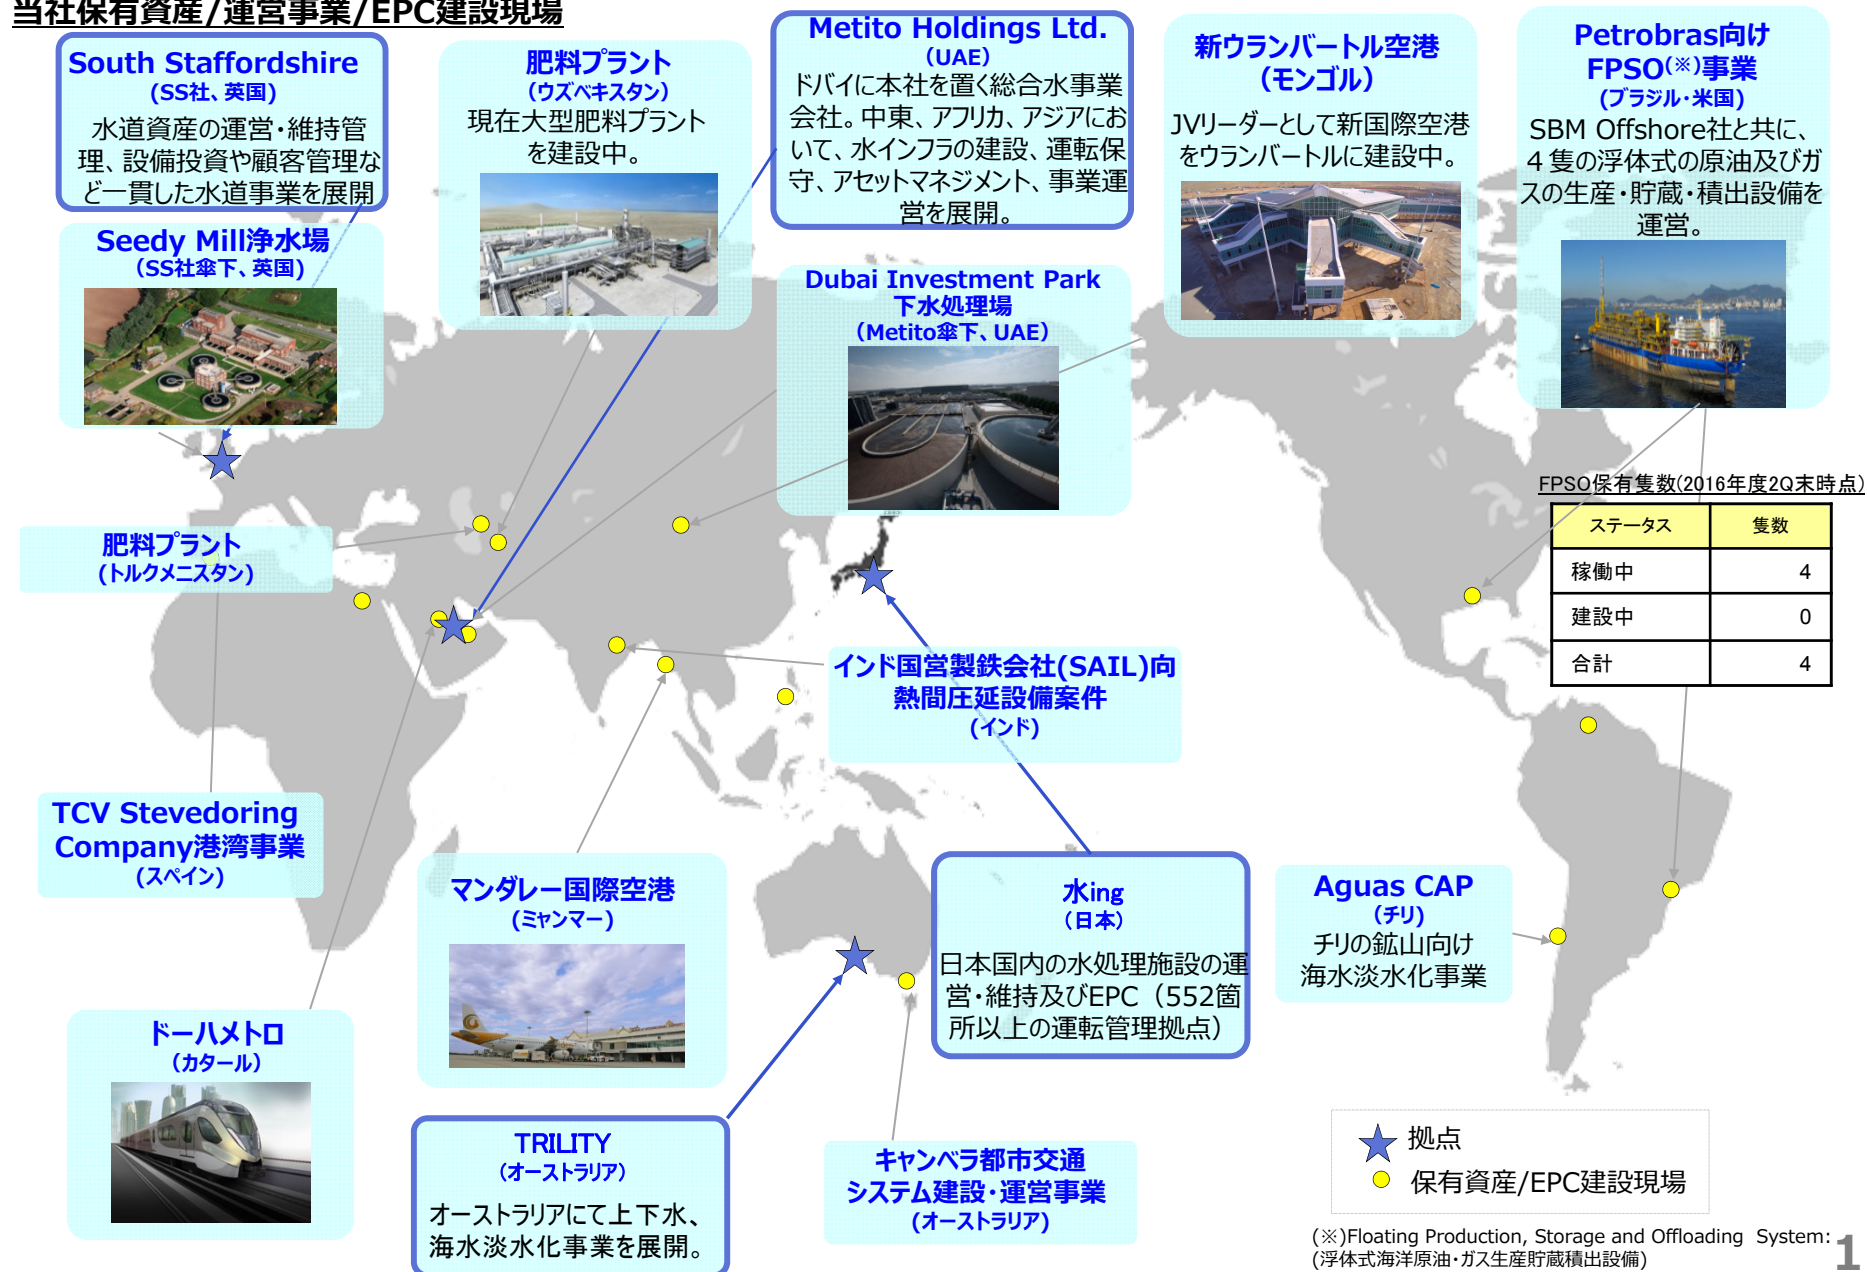 当社保有資産/運営事業/EPC建設現場
South Staffordshire
(SS社、英国)
水道資産の運営・維持管
理、設備投資や顧客管理な
ど一貫した水道事業を展開
肥料プラント
(ウズベキスタン)
現在大型肥料プラント
を建設中。
Metito Holdings Ltd.
(UAE)
ドバイに本社を置く総合水事業
会社。中東、アフリカ、アジアにお
いて、水インフラの建設、運転保
守、アセットマネジメント、事業運
営を展開。
新ウランバートル空港
(モンゴル)
JVリーダーとして新国際空港
をウランバートルに建設中。
Petrobras向け
FPSO(※)事業
(ブラジル・米国)
SBM Offshore社と共に、
4 隻の浮体式の原油及びガ
スの生産・貯蔵・積出設備を
運営。
Seedy Mill浄水場
(SS社傘下、英国)
Dubai Investment Park
下水処理場
(Metito傘下、UAE)
FPSO保有隻数(2016年度2Q末時点)
ステータス 隻数
稼働中 4
建設中 0
合計 4
肥料プラント
(トルクメニスタン)
インド国営製鉄会社(SAIL)向
熱間圧延設備案件
(インド)
TCV Stevedoring
Company港湾事業
(スペイン)
マンダレー国際空港
(ミャンマー)
水ing
(日本)
日本国内の水処理施設の運
営・維持及びEPC（552箇
所以上の運転管理拠点）
Aguas CAP
(チリ)
チリの鉱山向け
海水淡水化事業
ドーハメトロ
(カタール)
TRILITY
(オーストラリア)
オーストラリアにて上下水、
海水淡水化事業を展開。
キャンベラ都市交通
システム建設・運営事業
(オーストラリア)
拠点
保有資産/EPC建設現場
(※)Floating Production, Storage and Offloading System:
(浮体式海洋原油・ガス生産貯蔵積出設備)
1